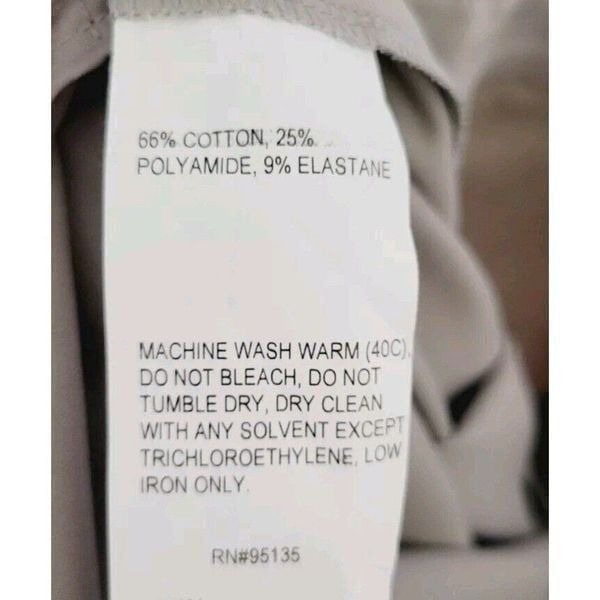 66% COTTON, 25%
POLYAMIDE, 9% ELASTANE
MACHINE WASH WARM (40C).
DO NOT BLEACH, DO NOT
TUMBLE DRY, DRY CLEAN
WITH ANY SOLVENT EXCEPT
TRICHLOROETHYLENE, LOW
IRON ONLY.
RN#95135